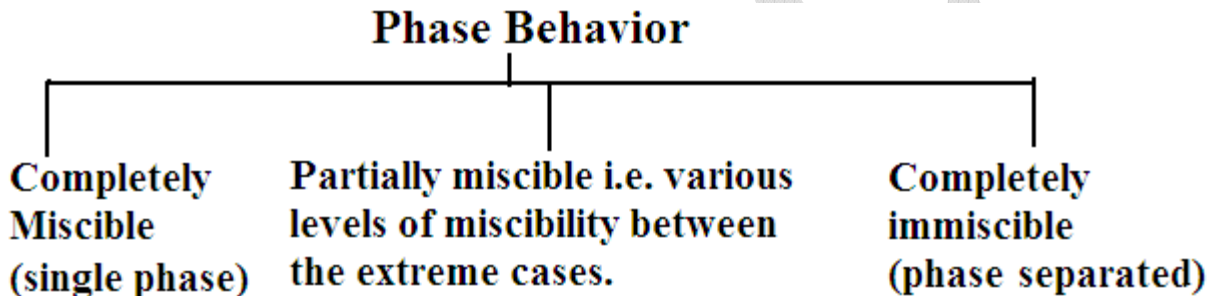 Phase Behavior
Completely
Miscible
(single phase)
Partially miscible i.e. various
levels of miscibility between
the extreme cases.
Completely
immiscible
(phase separated)